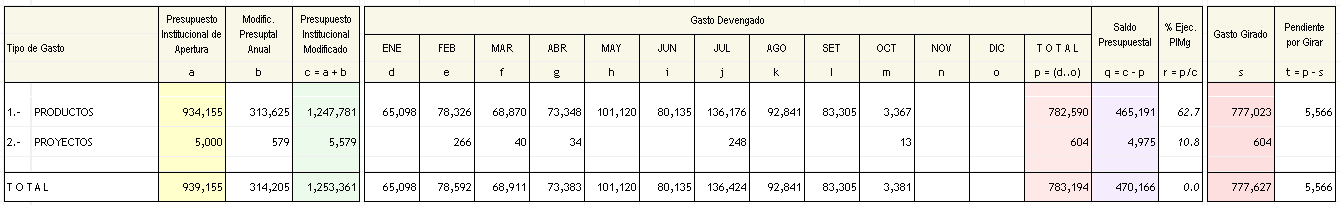 Tipo de Gasto | Presupuesto Institucional de Apertura | Modific. Presuptal Anual | Presupuesto Institucional Modificado | Gasto Devengado | Saldo Presupuestal | % Ejec. PIMg | Gasto Girado | Pendiente por Girar
ENE | FEB | MAR | ABR | MAY | JUN | JUL | AGO | SET | OCT | NOV | DIC | T O T A L
a | b | c = a + b | d | e | f | g | h | i | j | k | l | m | n | o | p = (d..o) | q = c - p | r = p/c | s | t = p - s
1.- PRODUCTOS | 934,155 | 313,625 | 1,247,781 | 65,098 | 78,326 | 68,870 | 73,348 | 101,120 | 80,135 | 136,176 | 92,841 | 83,305 | 3,367 | 782,590 | 465,191 | 62.7 | 777,023 | 5,566
2.- PROYECTOS | 5,000 | 579 | 5,579 | 266 | 40 | 34 | 248 | 13 | 604 | 4,975 | 10.8 | 604
T O T A L | 939,155 | 314,205 | 1,253,361 | 65,098 | 78,592 | 68,911 | 73,383 | 101,120 | 80,135 | 136,424 | 92,841 | 83,305 | 3,381 | 783,194 | 470,166 | 0.0 | 777,627 | 5,566